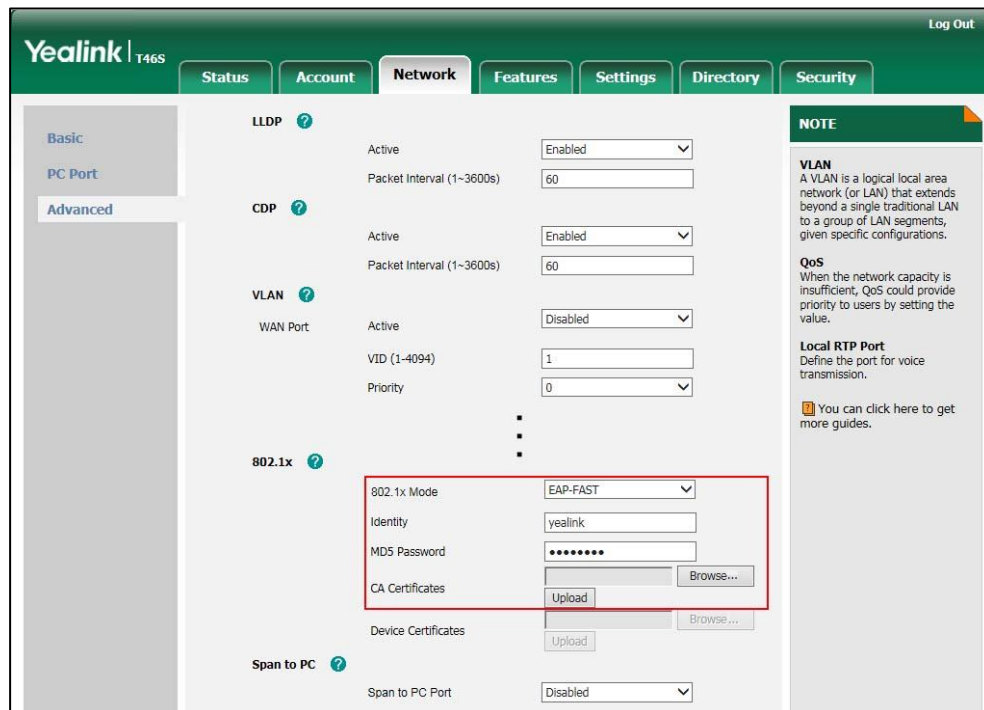 Log Out
Yealink | T46S
Status Account Network Features Settings Directory Security
Basic
PC Port
Advanced
LLDP ?
Active Enabled
Packet Interval (1~3600s) 60
CDP ?
Active Enabled
Packet Interval (1~3600s) 60
VLAN ?
WAN Port Active Disabled
VID (1-4094) 1
Priority 0
802.1x ?
802.1x Mode EAP-FAST
Identity yealink
MD5 Password ••••••••
CA Certificates Browse...
Upload
Device Certificates Browse...
Upload
Span to PC ?
Span to PC Port Disabled
NOTE
VLAN
A VLAN is a logical local area
network (or LAN) that extends
beyond a single traditional LAN
to a group of LAN segments,
given specific configurations.
QoS
When the network capacity is
insufficient, QoS could provide
priority to users by setting the
value.
Local RTP Port
Define the port for voice
transmission.
? You can click here to get
more guides.